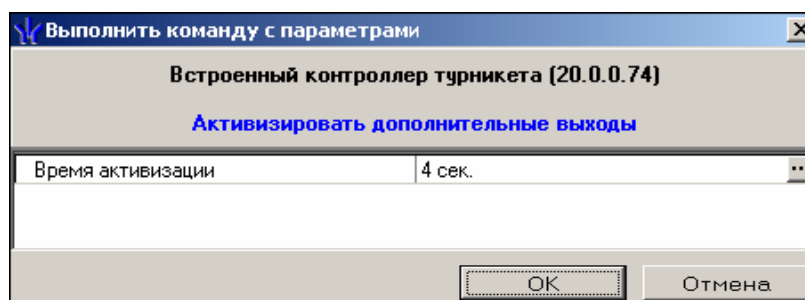 Выполнить команду с параметрами
Встроенный контроллер турникета (20.0.0.74)
Активизировать дополнительные выходы
Время активизации 4 сек.
OK Отмена